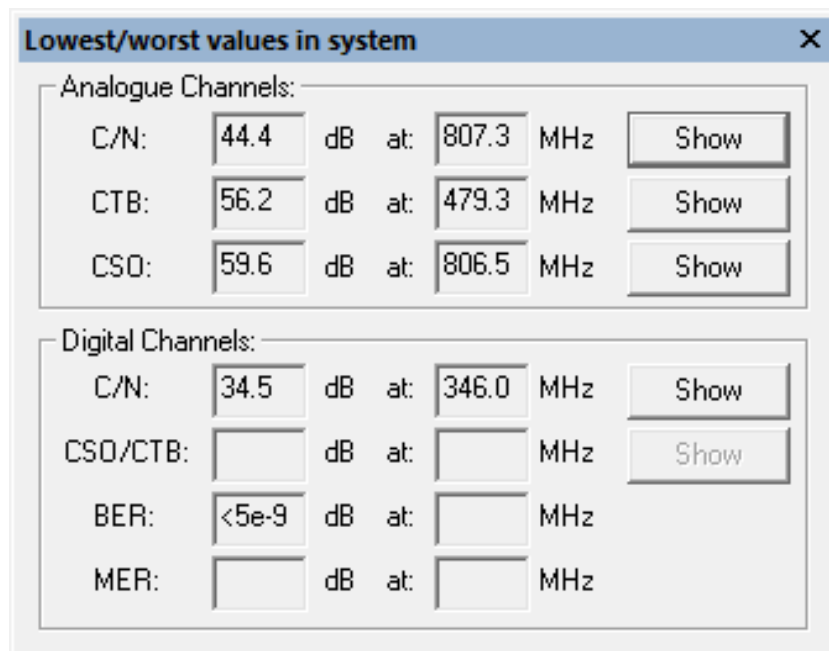 Lowest/worst values in system
Analogue Channels:
C/N: 44.4 dB at: 807.3 MHz Show
CTB: 56.2 dB at: 479.3 MHz Show
CSO: 59.6 dB at: 806.5 MHz Show
Digital Channels:
C/N: 34.5 dB at: 346.0 MHz Show
CSO/CTB: dB at: MHz Show
BER: <5e-9 dB at: MHz
MER: dB at: MHz